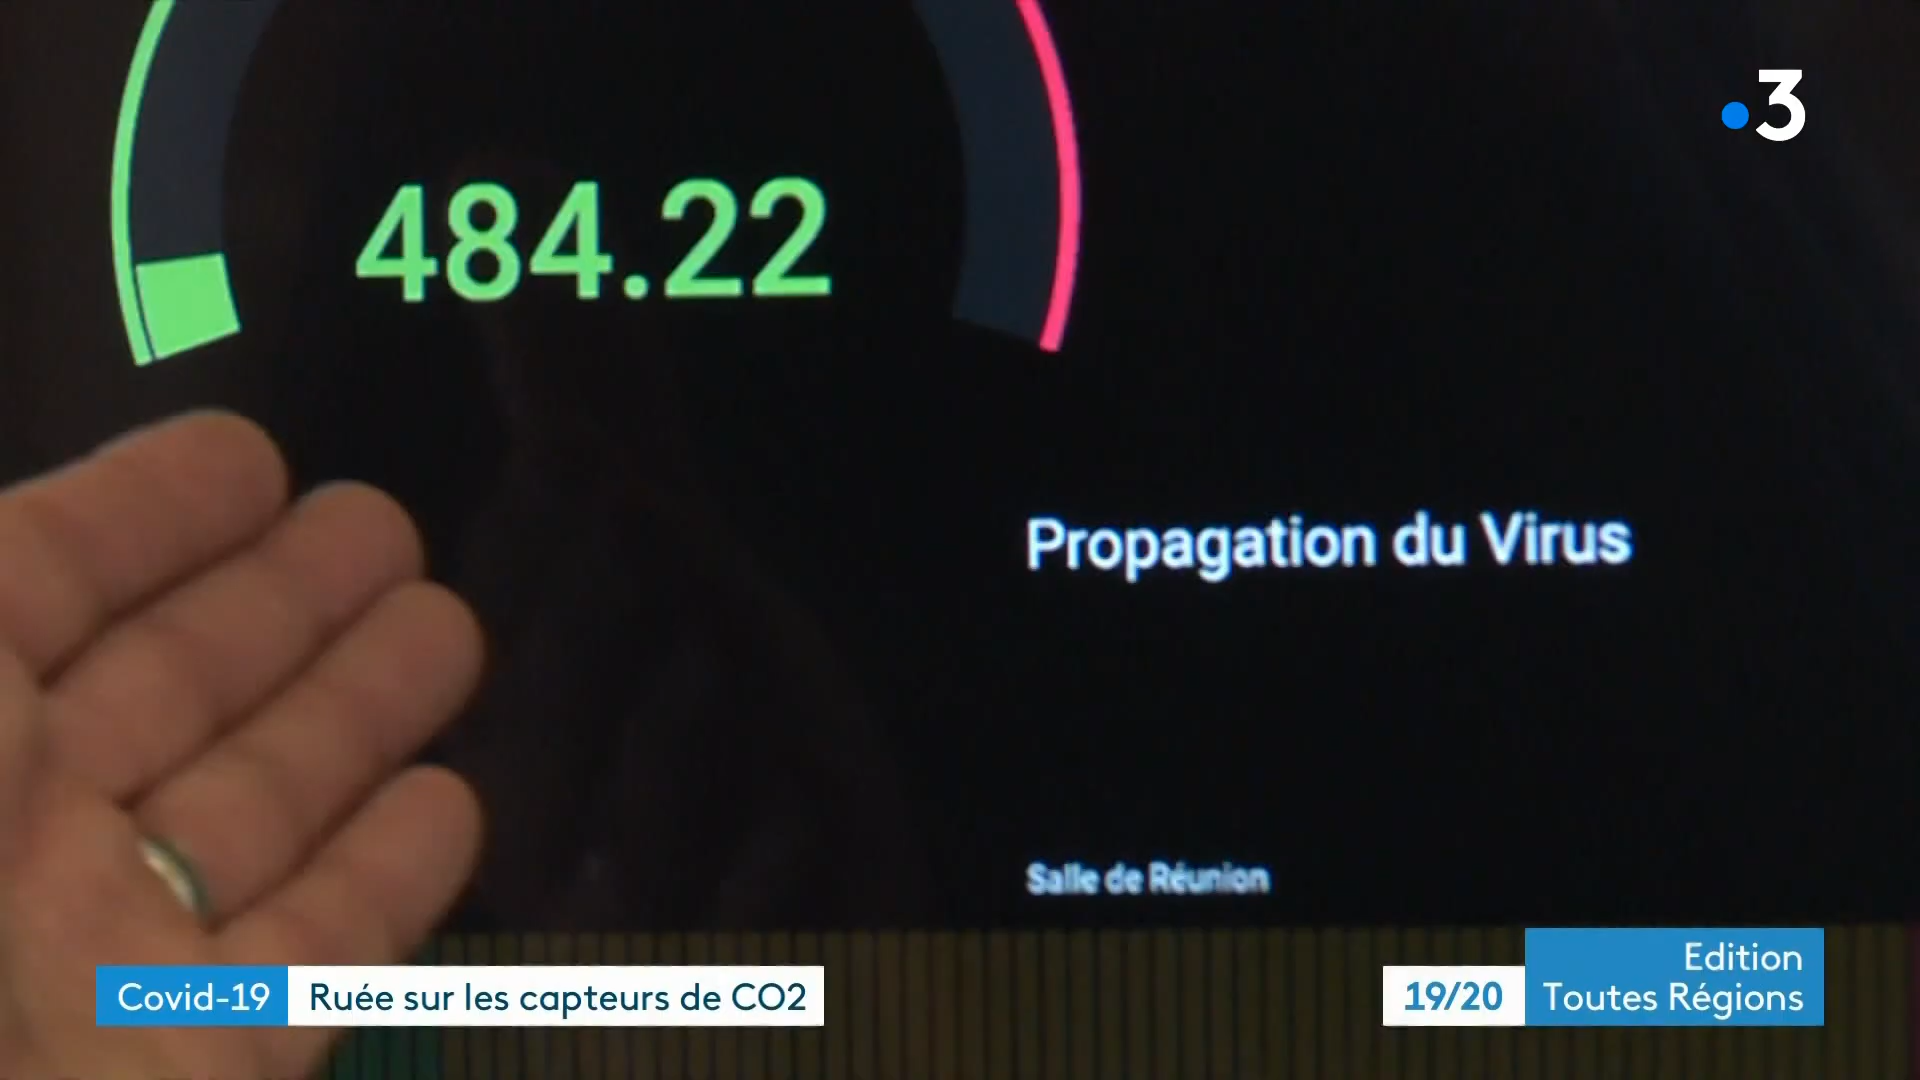 3
484.22
Propagation du Virus
Salle de Réunion
Covid-19 Ruée sur les capteurs de CO2
19/20 Edition
Toutes Régions